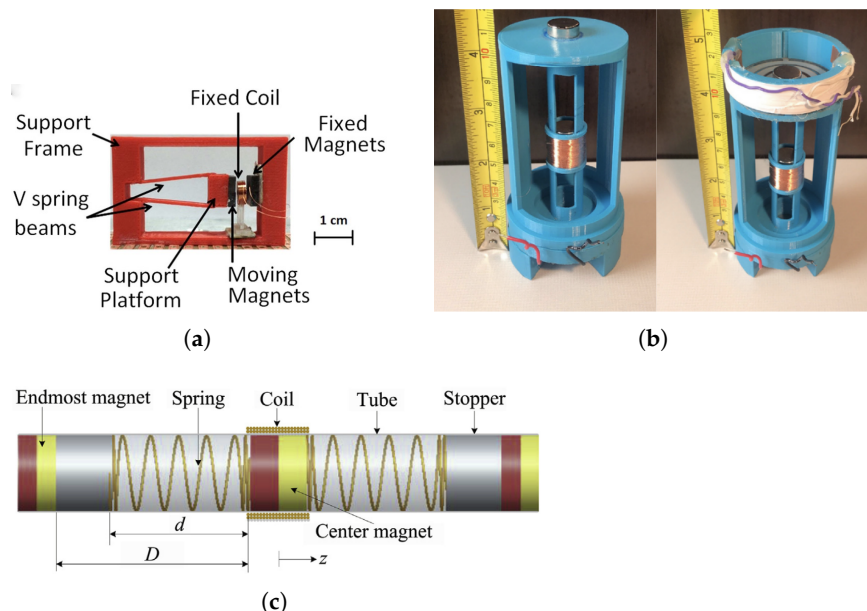 Support
Frame
Fixed Coil
Fixed
Magnets
V spring
beams
1 cm
Support
Platform
Moving
Magnets
(a)
(b)
Endmost magnet
Spring
Coil
Tube
Stopper
d
Center magnet
D
z
(c)